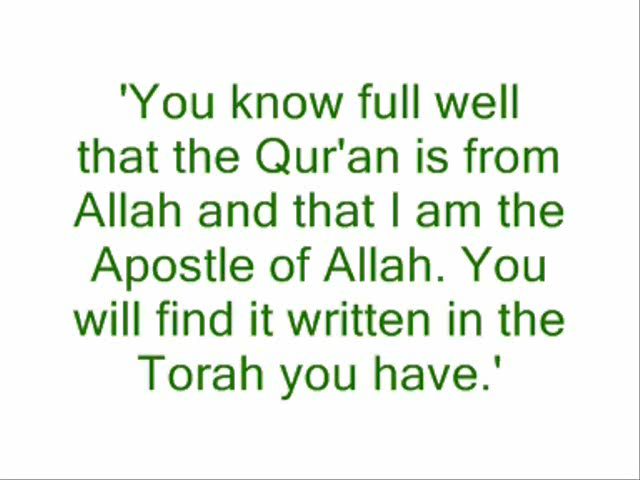 'You know full well
that the Qur'an is from
Allah and that I am the
Apostle of Allah. You
will find it written in the
Torah you have.'